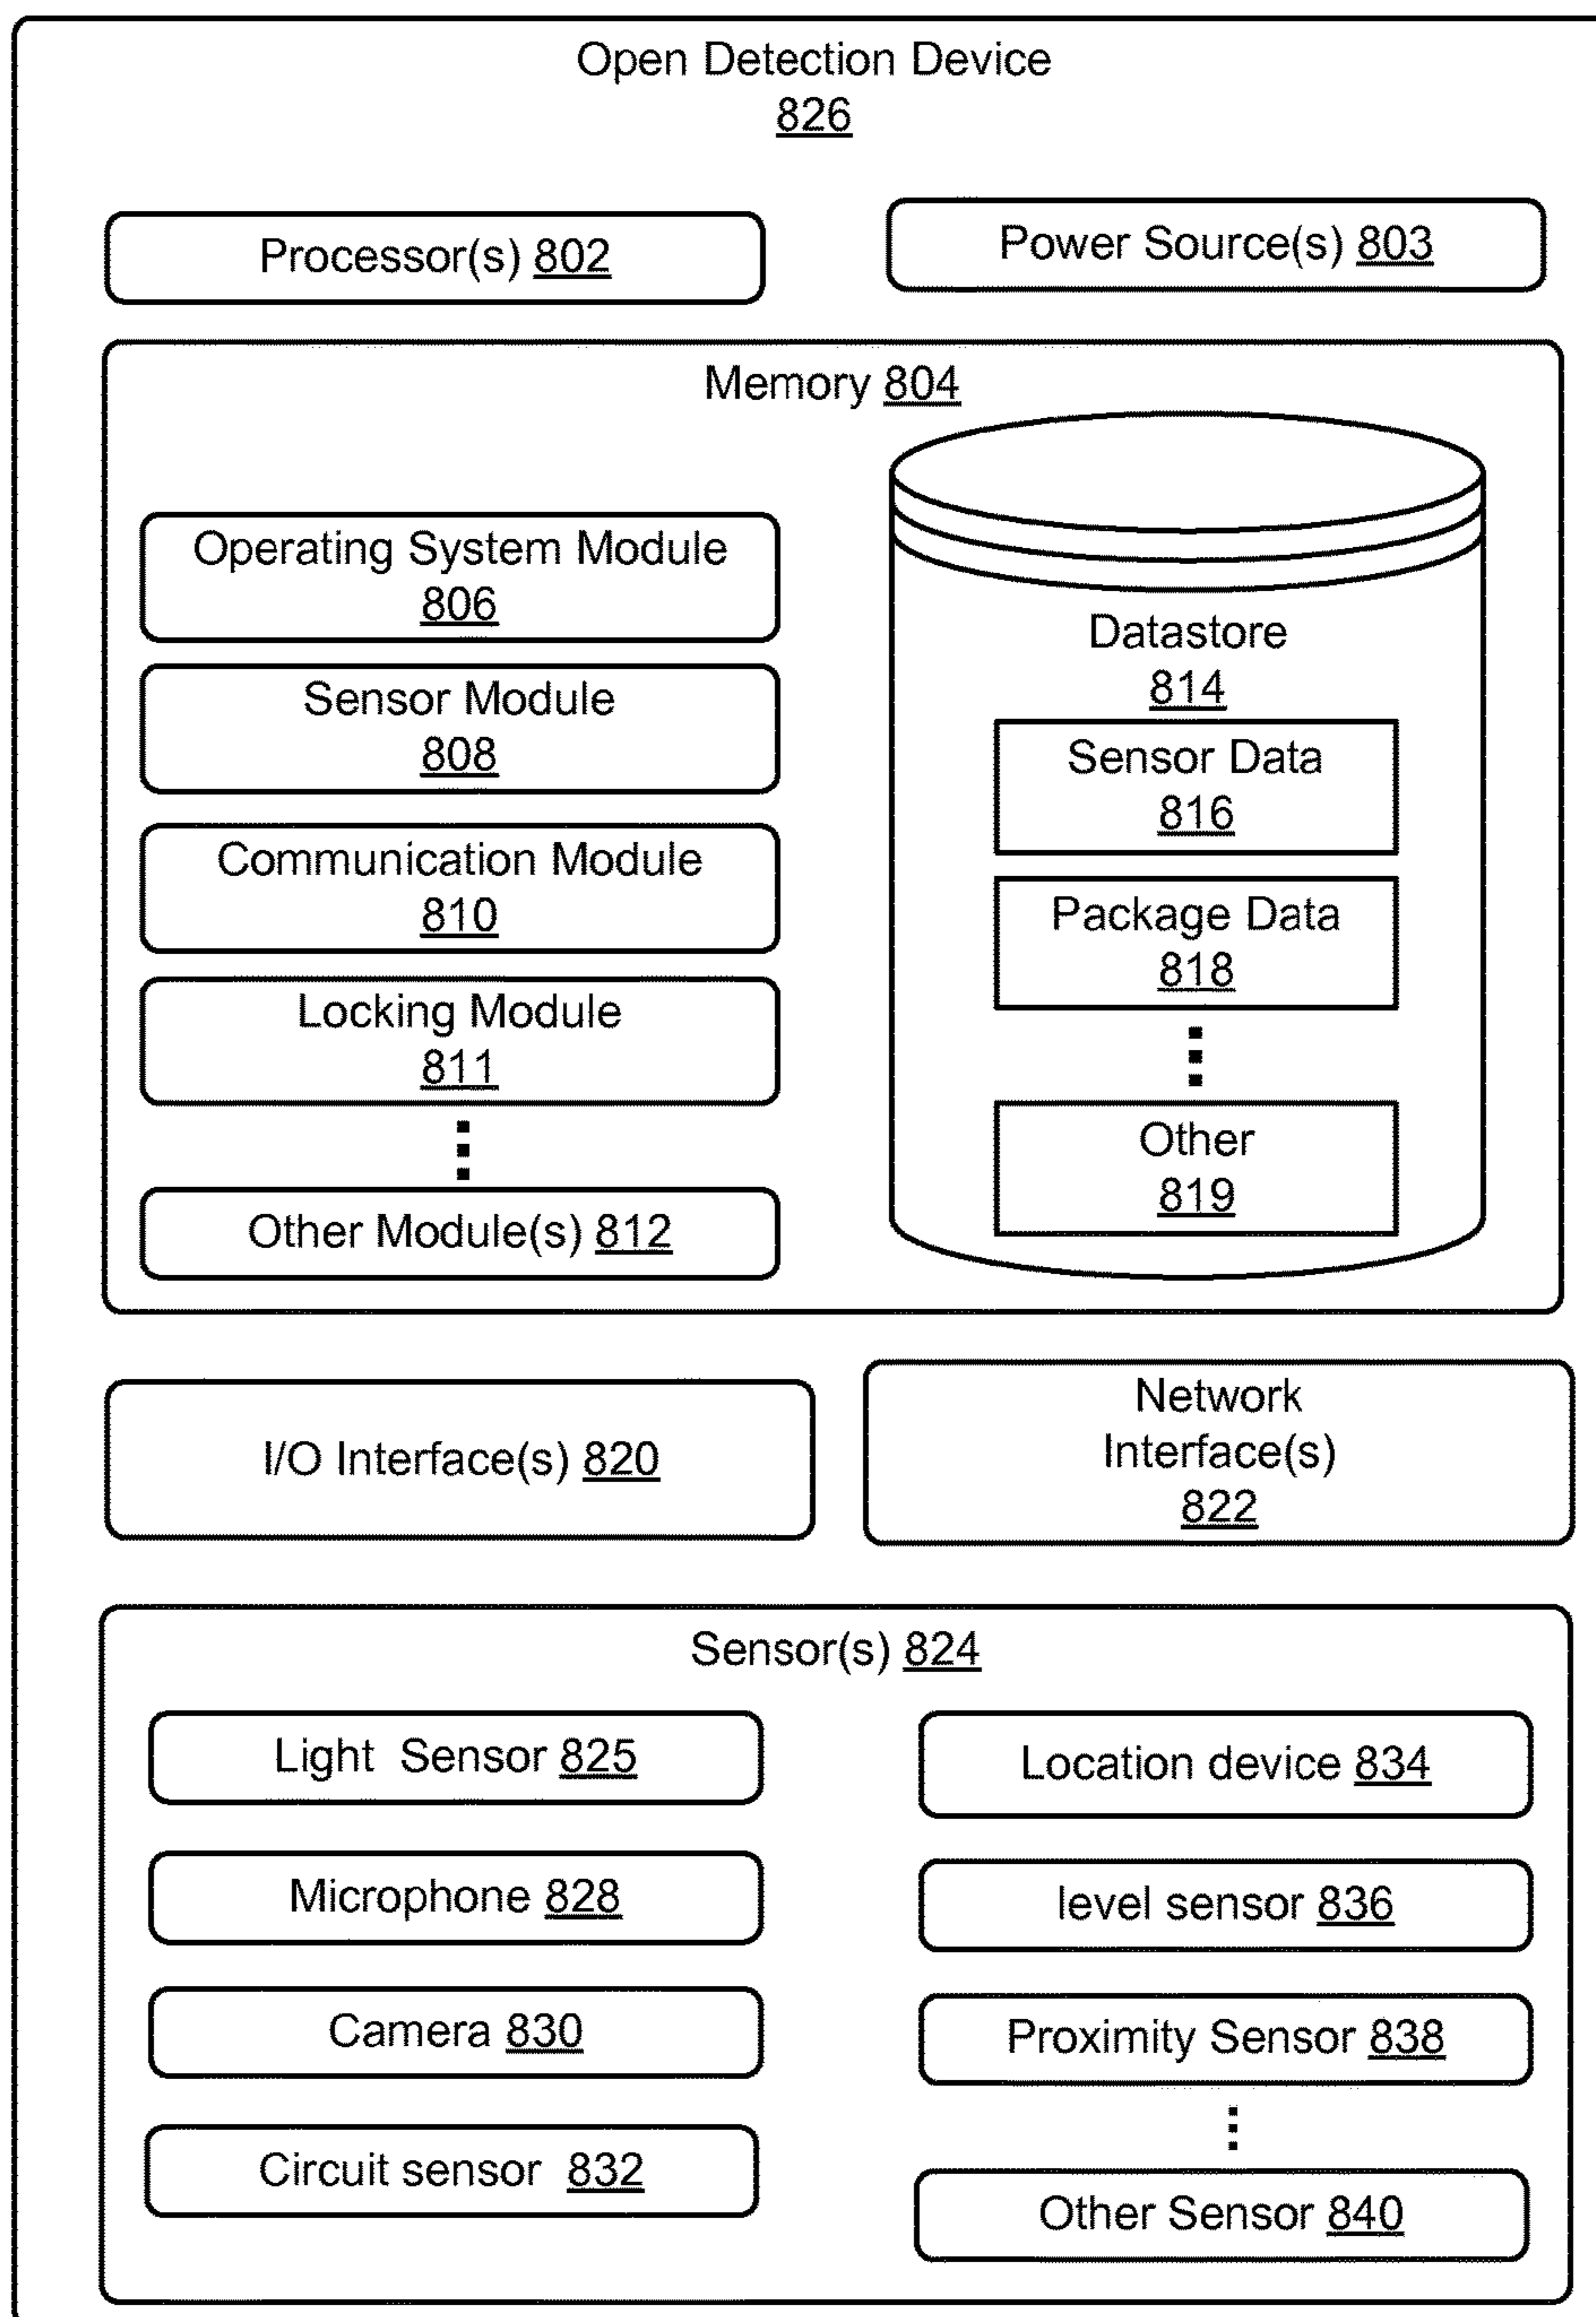 Open Detection Device
826
Processor(s) 802
Power Source(s) 803
Memory 804
Operating System Module
806
Sensor Module
808
Communication Module
810
Locking Module
811
Other Module(s) 812
Datastore
814
Sensor Data
816
Package Data
818
Other
819
I/O Interface(s) 820
Network
Interface(s)
822
Sensor(s) 824
Light Sensor 825
Microphone 828
Camera 830
Circuit sensor 832
Location device 834
level sensor 836
Proximity Sensor 838
Other Sensor 840